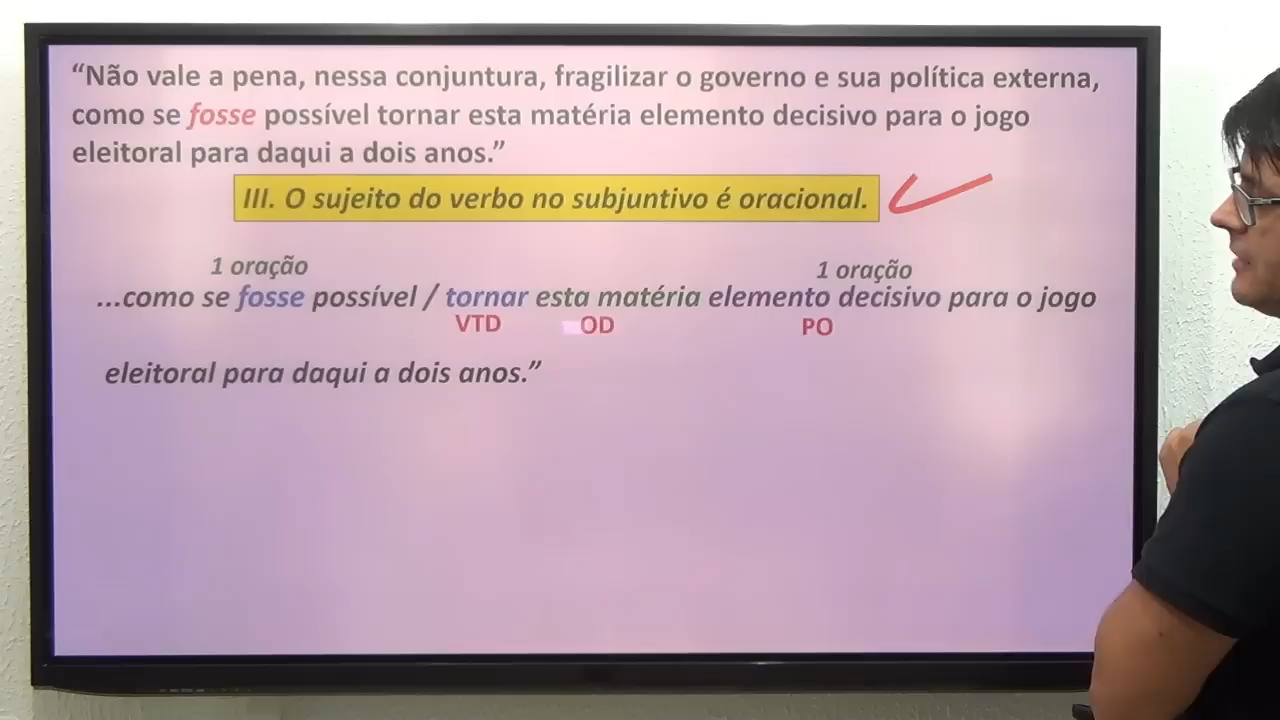 “Não vale a pena, nessa conjuntura, fragilizar o governo e sua política externa,
como se fosse possível tornar esta matéria elemento decisivo para o jogo
eleitoral para daqui a dois anos.”
III. O sujeito do verbo no subjuntivo é oracional.
1 oração 1 oração
...como se fosse possível / tornar esta matéria elemento decisivo para o jogo
VTD OD PO
eleitoral para daqui a dois anos.”